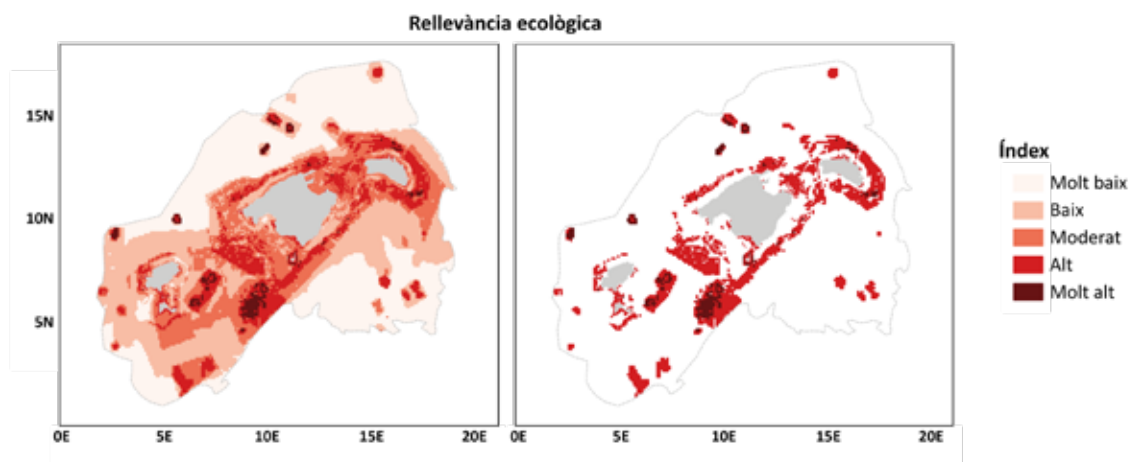 Rellevància ecològica
15N
10N
5N
0E 5E 10E 15E 20E
0E 5E 10E 15E 20E
Índex
Molt baix
Baix
Moderat
Alt
Molt alt